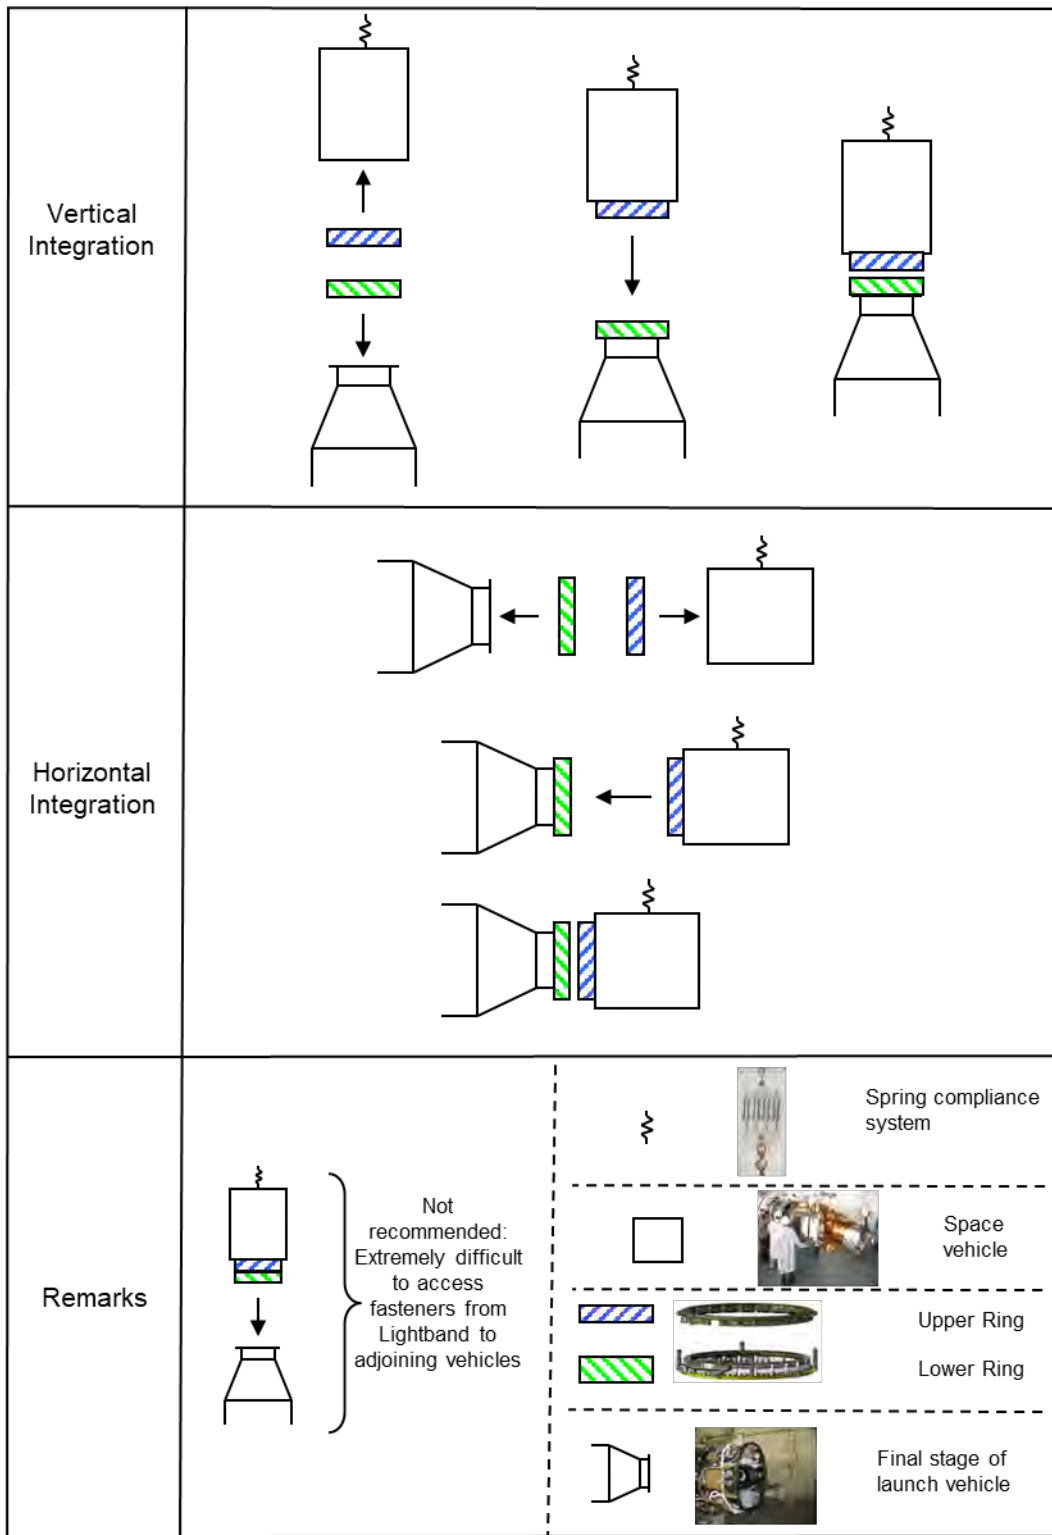 Vertical
Integration
Horizontal
Integration
Remarks
Not
recommended:
Extremely difficult
to access
fasteners from
Lightband to
adjoining vehicles
Spring compliance
system
Space
vehicle
Upper Ring
Lower Ring
Final stage of
launch vehicle